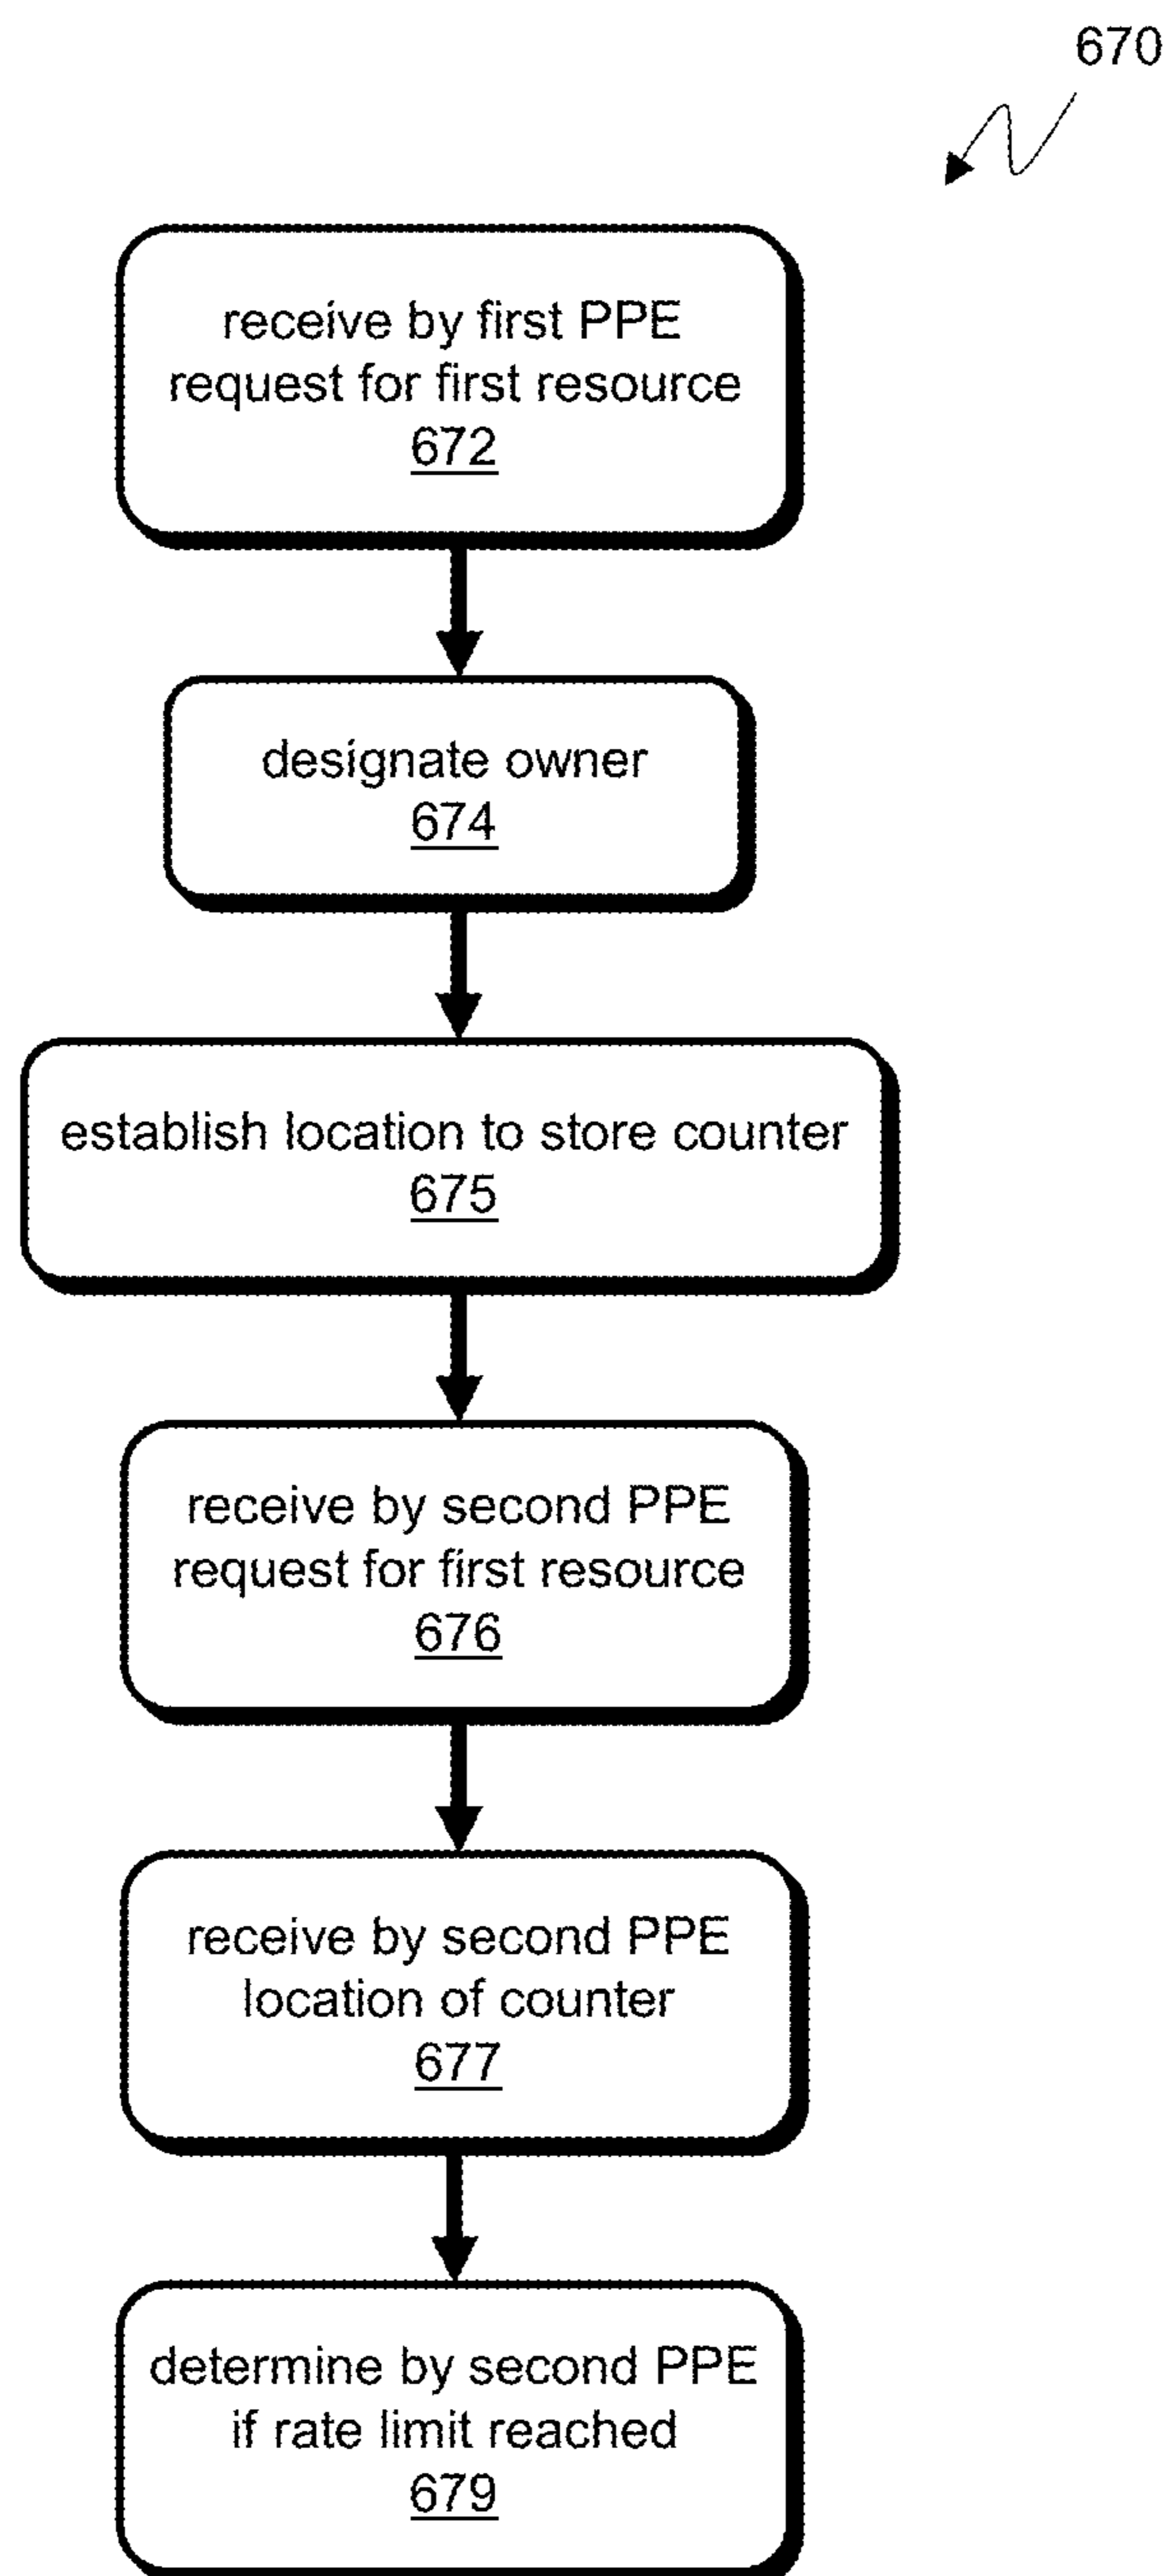 670
receive by first PPE
request for first resource
672
designate owner
674
establish location to store counter
675
receive by second PPE
request for first resource
676
receive by second PPE
location of counter
677
determine by second PPE
if rate limit reached
679